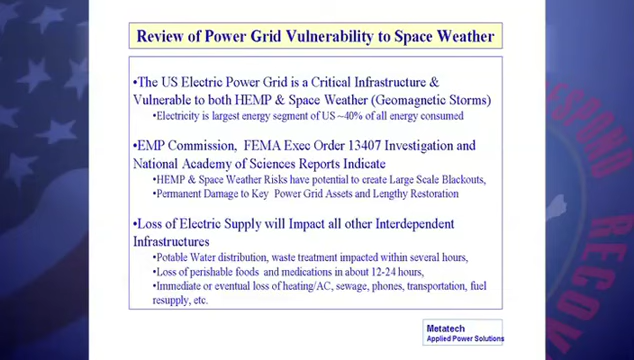 Review of Power Grid Vulnerability to Space Weather
•The US Electric Power Grid is a Critical Infrastructure &
Vulnerable to both HEMP & Space Weather (Geomagnetic Storms)
•Electricity is largest energy segment of US ~40% of all energy consumed
•EMP Commission, FEMA Exec Order 13407 Investigation and
National Academy of Sciences Reports Indicate
•HEMP & Space Weather Risks have potential to create Large Scale Blackouts,
•Permanent Damage to Key Power Grid Assets and Lengthy Restoration
•Loss of Electric Supply will Impact all other Interdependent
Infrastructures
•Potable Water distribution, waste treatment impacted within several hours,
•Loss of perishable foods and medications in about 12-24 hours,
•Immediate or eventual loss of heating/AC, sewage, phones, transportation, fuel
resupply, etc.
Metatech
Applied Power Solutions
ESPOND
RECOV